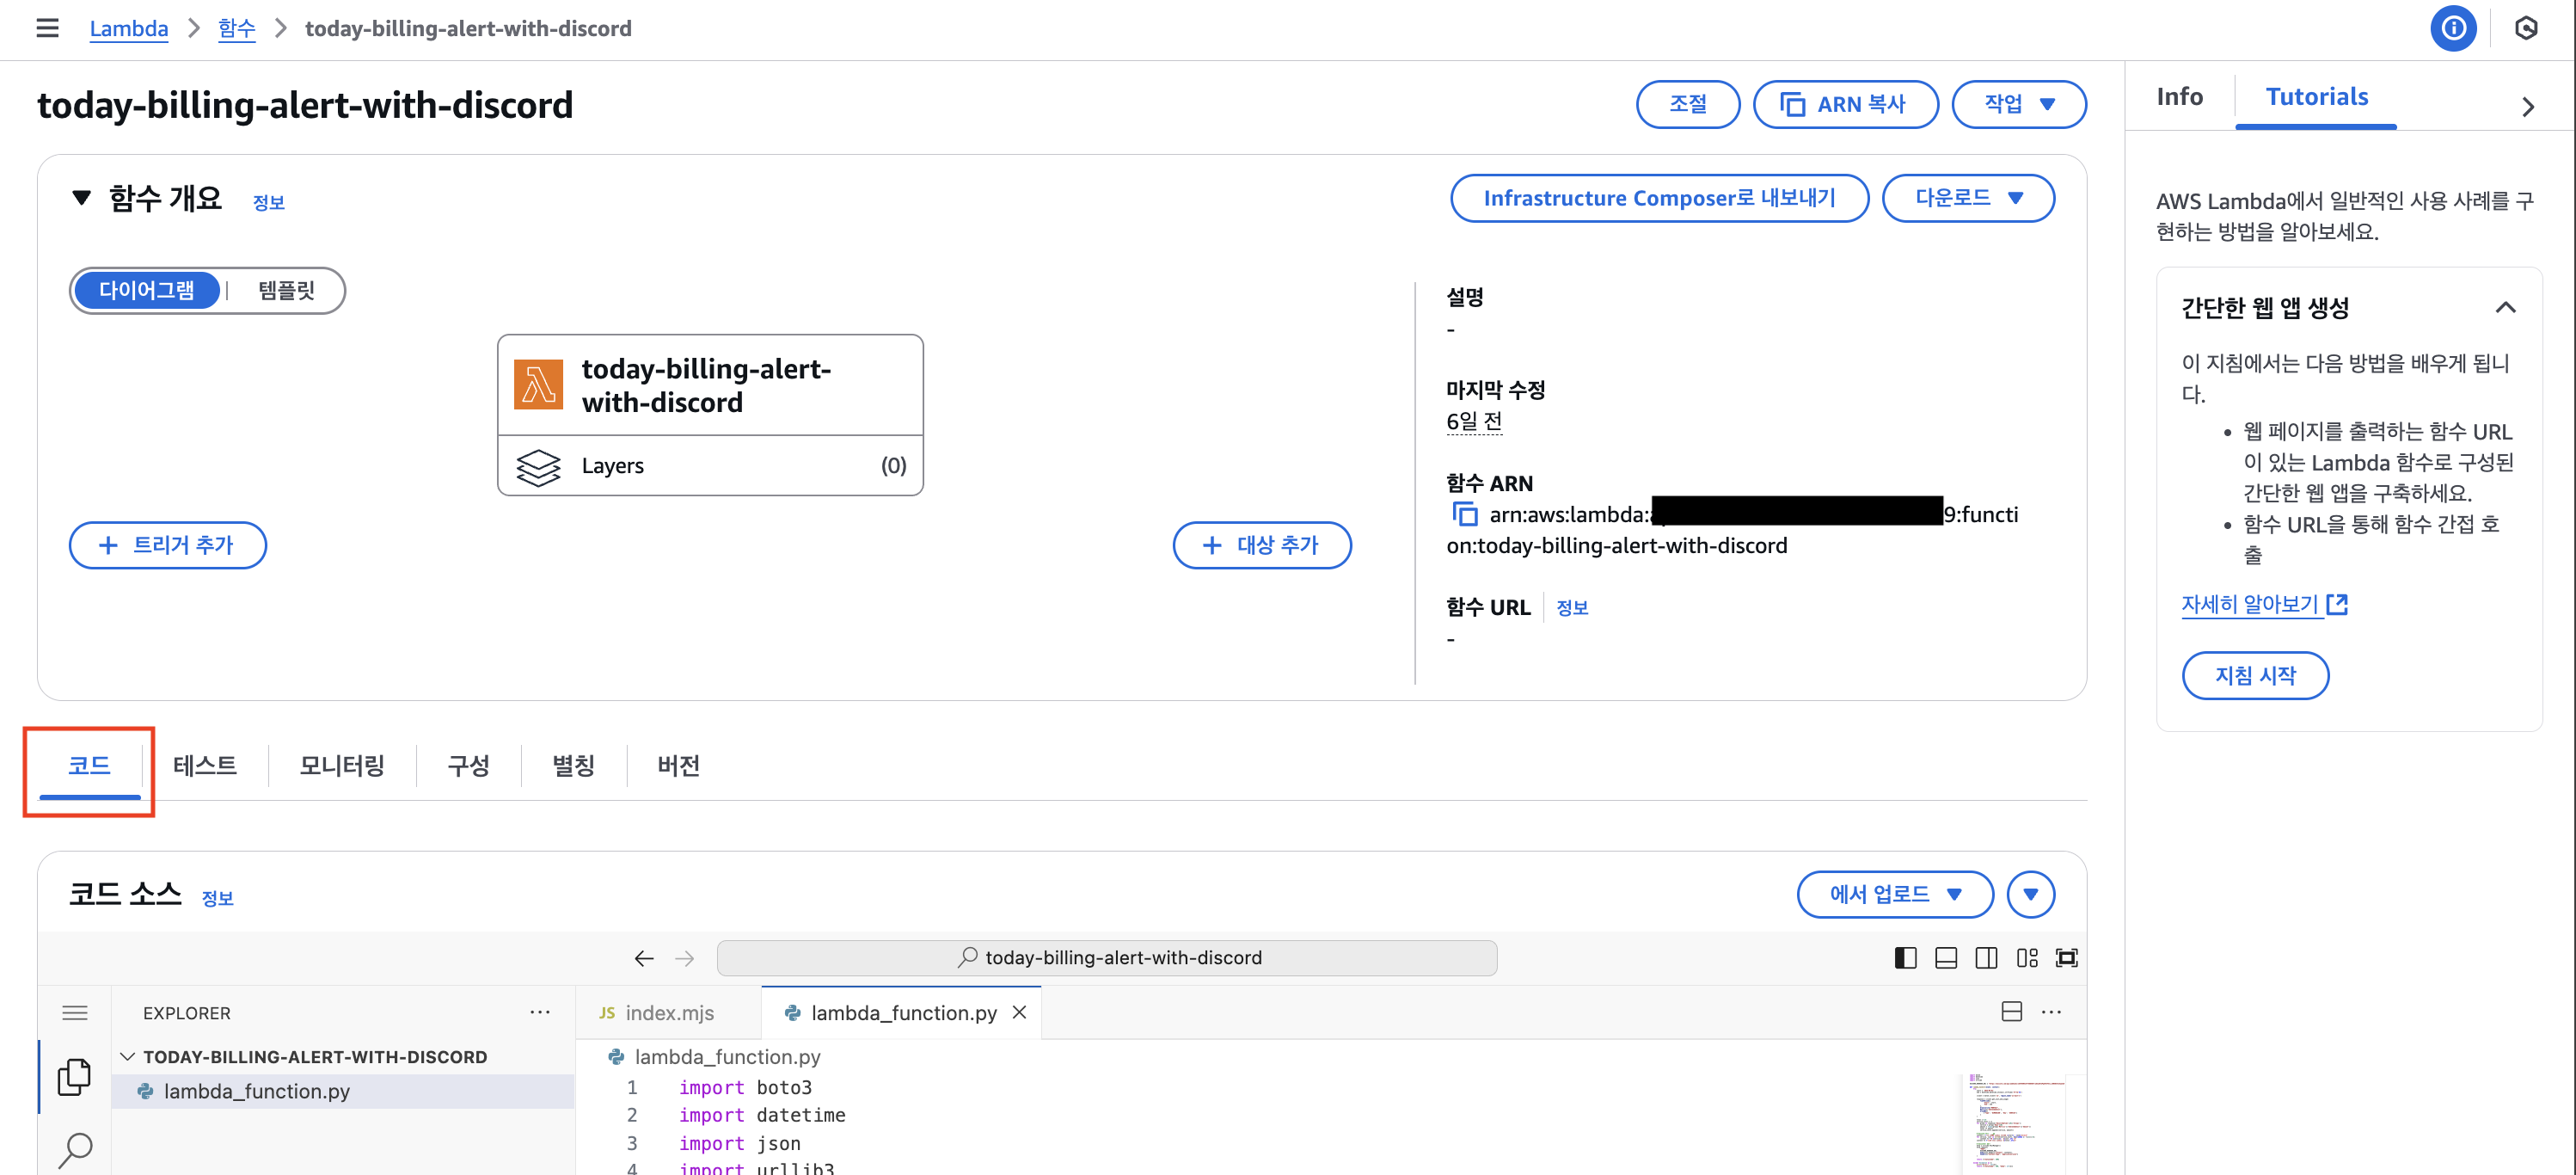 Lambda > 함수 > today-billing-alert-with-discord
today-billing-alert-with-discord
조절
ARN 복사
작업
함수 개요 정보
Infrastructure Composer로 내보내기
다운로드
다이어그램 | 템플릿
today-billing-alert-
with-discord
Layers (0)
+ 트리거 추가
+ 대상 추가
설명
-
마지막 수정
6일 전
함수 ARN
arn:aws:lambda: 9:functi
on:today-billing-alert-with-discord
함수 URL 정보
-
코드
테스트
모니터링
구성
별칭
버전
코드 소스 정보
에서 업로드
today-billing-alert-with-discord
EXPLORER
TODAY-BILLING-ALERT-WITH-DISCORD
lambda_function.py
JS index.mjs
lambda_function.py
lambda_function.py
1 import boto3
2 import datetime
3 import json
4 import urllib3
Info
Tutorials
AWS Lambda에서 일반적인 사용 사례를 구
현하는 방법을 알아보세요.
간단한 웹 앱 생성
이 지침에서는 다음 방법을 배우게 됩니
다.
• 웹 페이지를 출력하는 함수 URL
이 있는 Lambda 함수로 구성된
간단한 웹 앱을 구축하세요.
• 함수 URL을 통해 함수 간접 호
출
자세히 알아보기
지침 시작